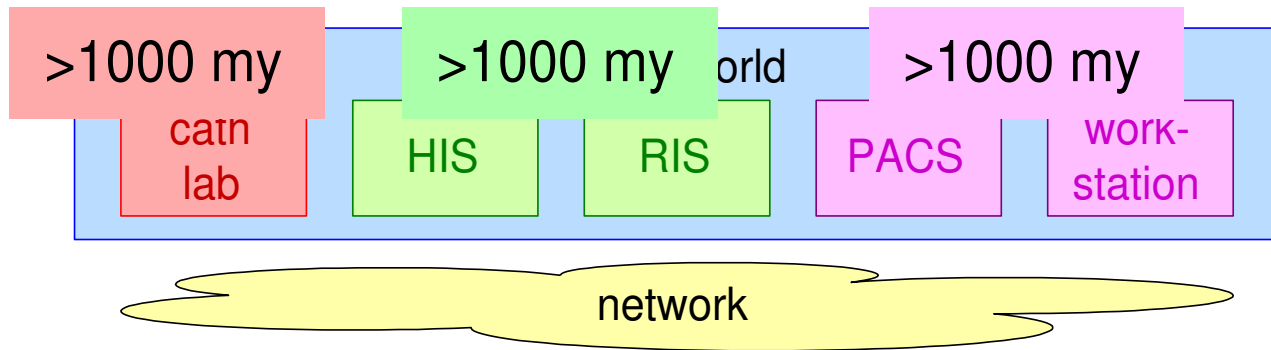 >1000 my
>1000 my
orld
>1000 my
cath
lab
HIS
RIS
PACS
work-
station
network